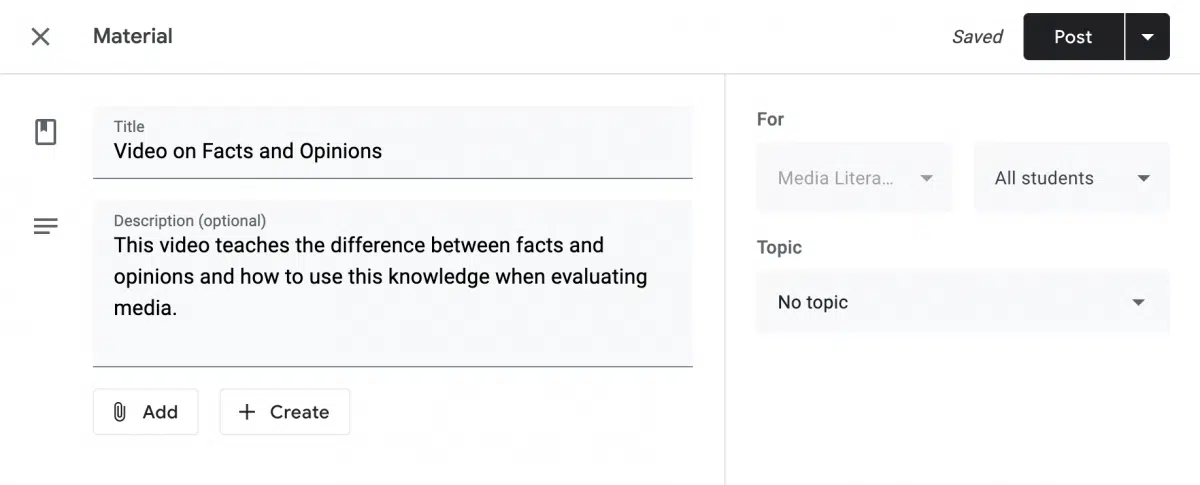 Material
Saved
Post
Title
Video on Facts and Opinions
Description (optional)
This video teaches the difference between facts and
opinions and how to use this knowledge when evaluating
media.
Add
Create
For
Media Litera...
All students
Topic
No topic